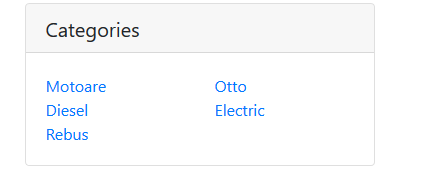 Categories
Motoare Otto
Diesel Electric
Rebus